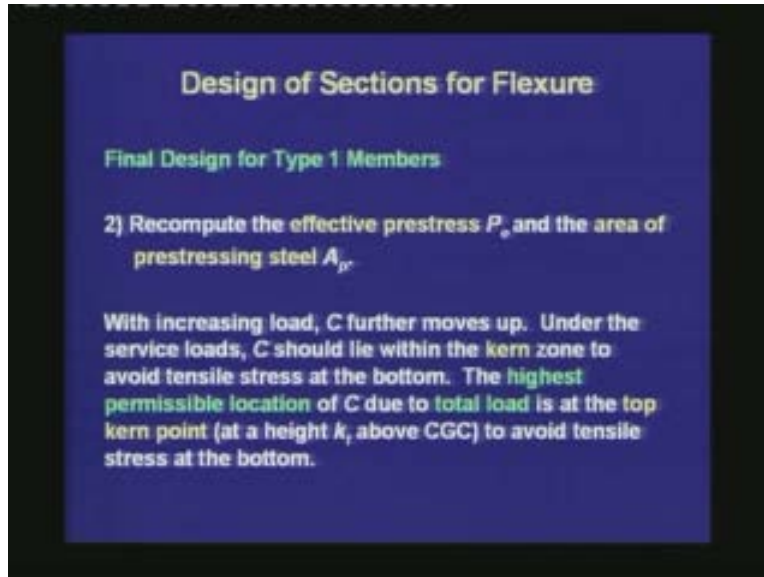 Design of Sections for Flexure
Final Design for Type 1 Members
2) Recompute the effective prestress Pe and the area of
prestressing steel Ap.
With increasing load, C further moves up. Under the
service loads, C should lie within the kern zone to
avoid tensile stress at the bottom. The highest
permissible location of C due to total load is at the top
kern point (at a height kt above CGC) to avoid tensile
stress at the bottom.